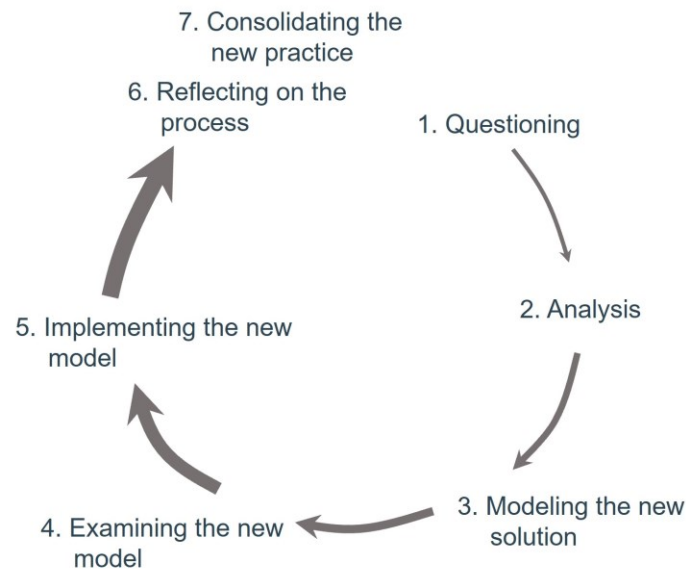 7. Consolidating the
new practice
6. Reflecting on the
process
1. Questioning
2. Analysis
3. Modeling the new
solution
4. Examining the new
model
5. Implementing the new
model